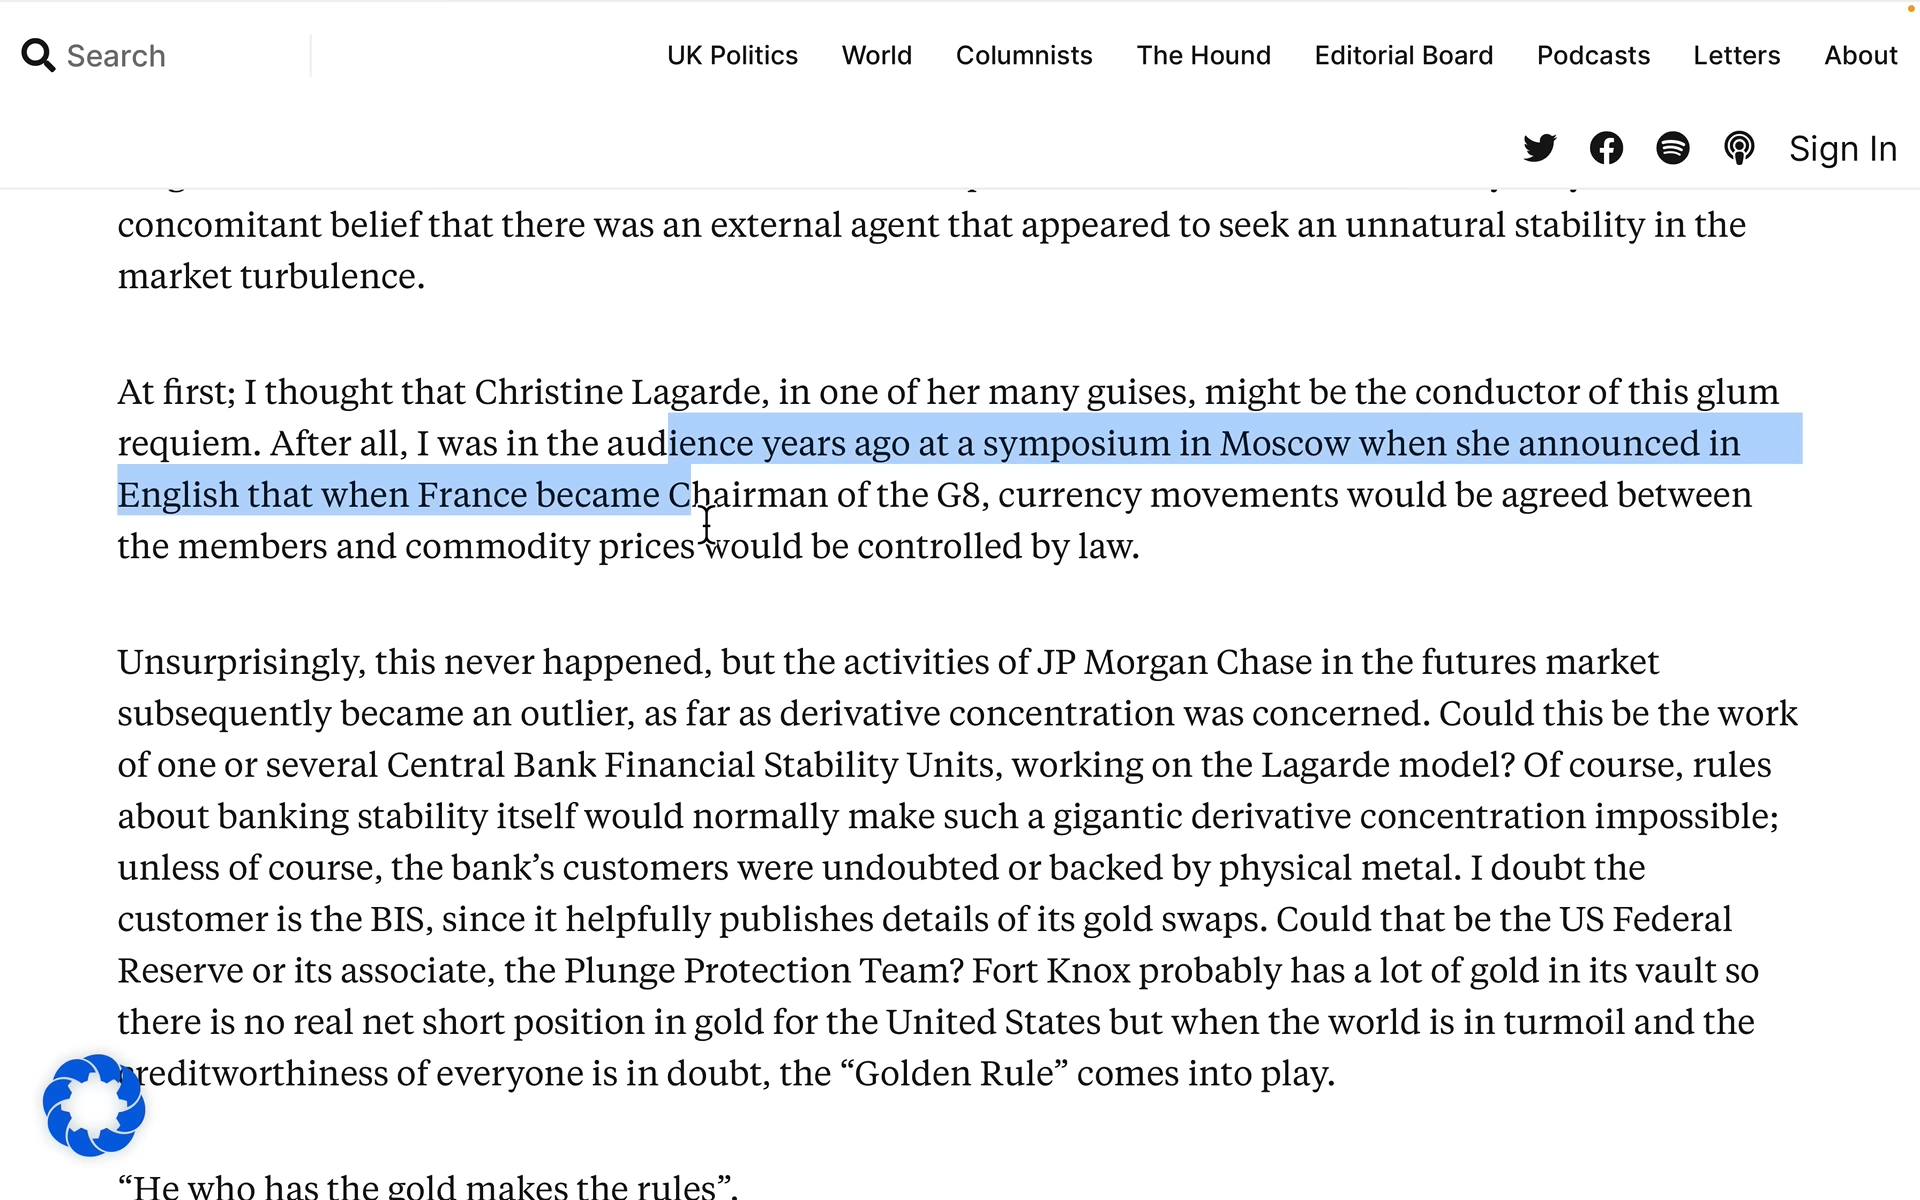 Search
UK Politics World Columnists The Hound Editorial Board Podcasts Letters About
Sign In
concomitant belief that there was an external agent that appeared to seek an unnatural stability in the
market turbulence.
At first; I thought that Christine Lagarde, in one of her many guises, might be the conductor of this glum
requiem. After all, I was in the audience years ago at a symposium in Moscow when she announced in
English that when France became Chairman of the G8, currency movements would be agreed between
the members and commodity prices would be controlled by law.
Unsurprisingly, this never happened, but the activities of JP Morgan Chase in the futures market
subsequently became an outlier, as far as derivative concentration was concerned. Could this be the work
of one or several Central Bank Financial Stability Units, working on the Lagarde model? Of course, rules
about banking stability itself would normally make such a gigantic derivative concentration impossible;
unless of course, the bank’s customers were undoubted or backed by physical metal. I doubt the
customer is the BIS, since it helpfully publishes details of its gold swaps. Could that be the US Federal
Reserve or its associate, the Plunge Protection Team? Fort Knox probably has a lot of gold in its vault so
there is no real net short position in gold for the United States but when the world is in turmoil and the
creditworthiness of everyone is in doubt, the “Golden Rule” comes into play.
“He who has the gold makes the rules”.